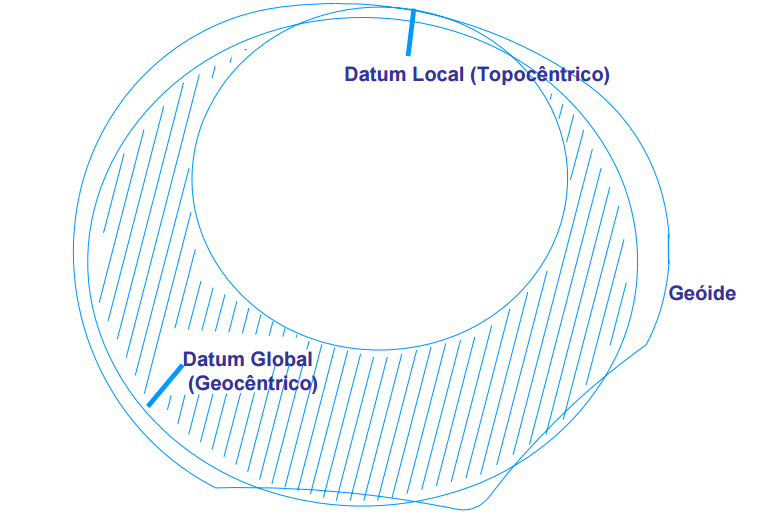 Datum Local (Topocêntrico)
Geóide
Datum Global
(Geocêntrico)